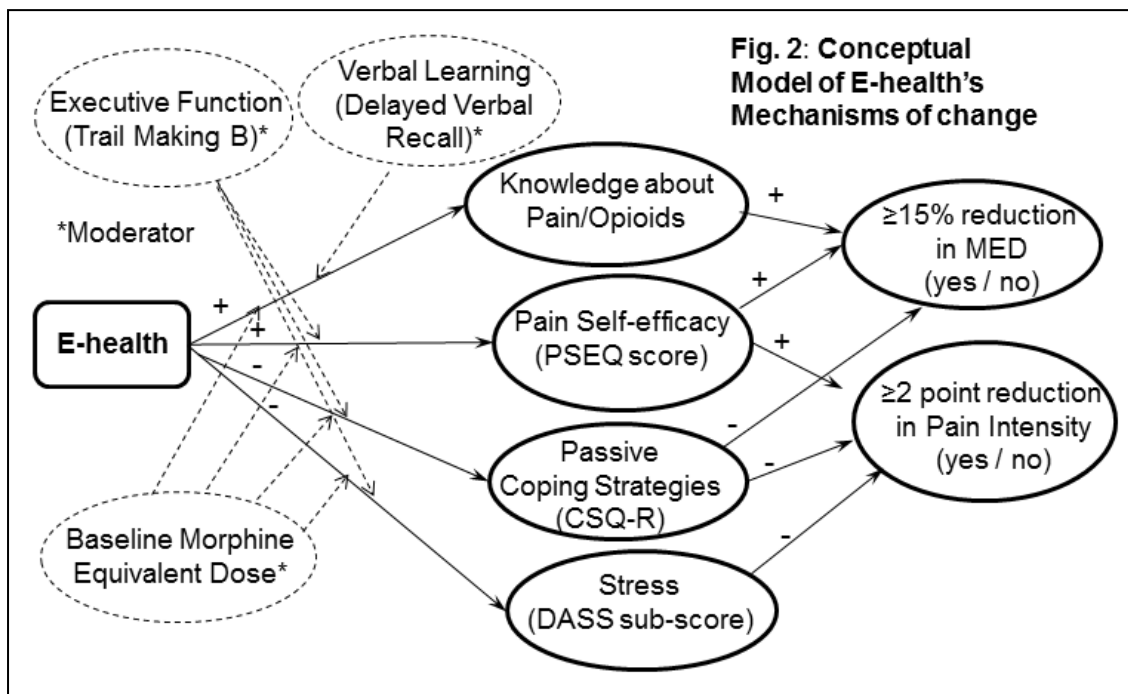 Fig. 2: Conceptual
Model of E-health's
Mechanisms of change
Verbal Learning
(Delayed Verbal
Recall)*
Executive Function
(Trail Making B)*
*Moderator
Knowledge about
Pain/Opioids
+
≥15% reduction
in MED
(yes / no)
+
+
+
-
-
E-health
Pain Self-efficacy
(PSEQ score)
+
≥2 point reduction
in Pain Intensity
(yes / no)
-
-
Passive
Coping Strategies
(CSQ-R)
-
Baseline Morphine
Equivalent Dose*
Stress
(DASS sub-score)